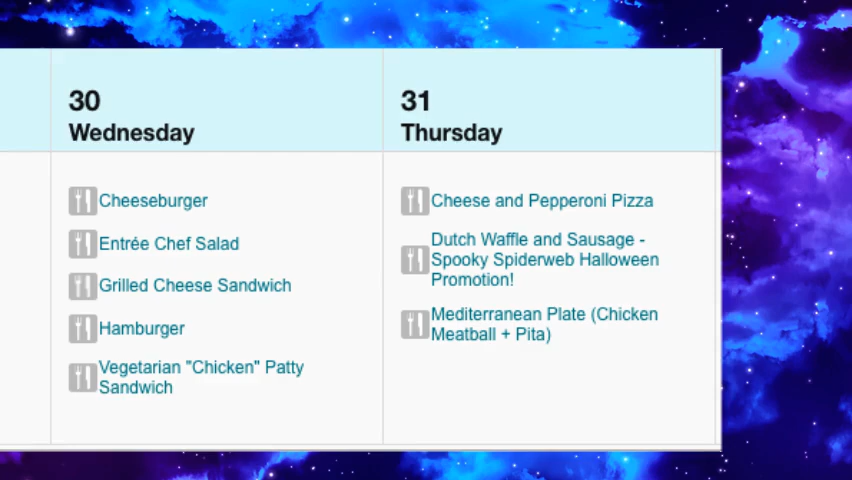 30
Wednesday
Cheeseburger
Entrée Chef Salad
Grilled Cheese Sandwich
Hamburger
Vegetarian "Chicken" Patty
Sandwich
31
Thursday
Cheese and Pepperoni Pizza
Dutch Waffle and Sausage -
Spooky Spiderweb Halloween
Promotion!
Mediterranean Plate (Chicken
Meatball + Pita)